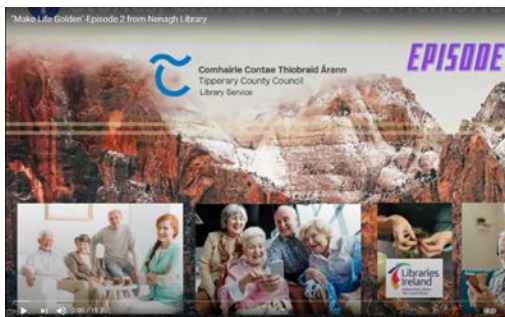 "Make Life Golden"-Episode 2 from Nenagh Library
EPISODE
Comhairle Contae Thiobraid Árann
Tipperary County Council
Library Service
Libraries
Ireland